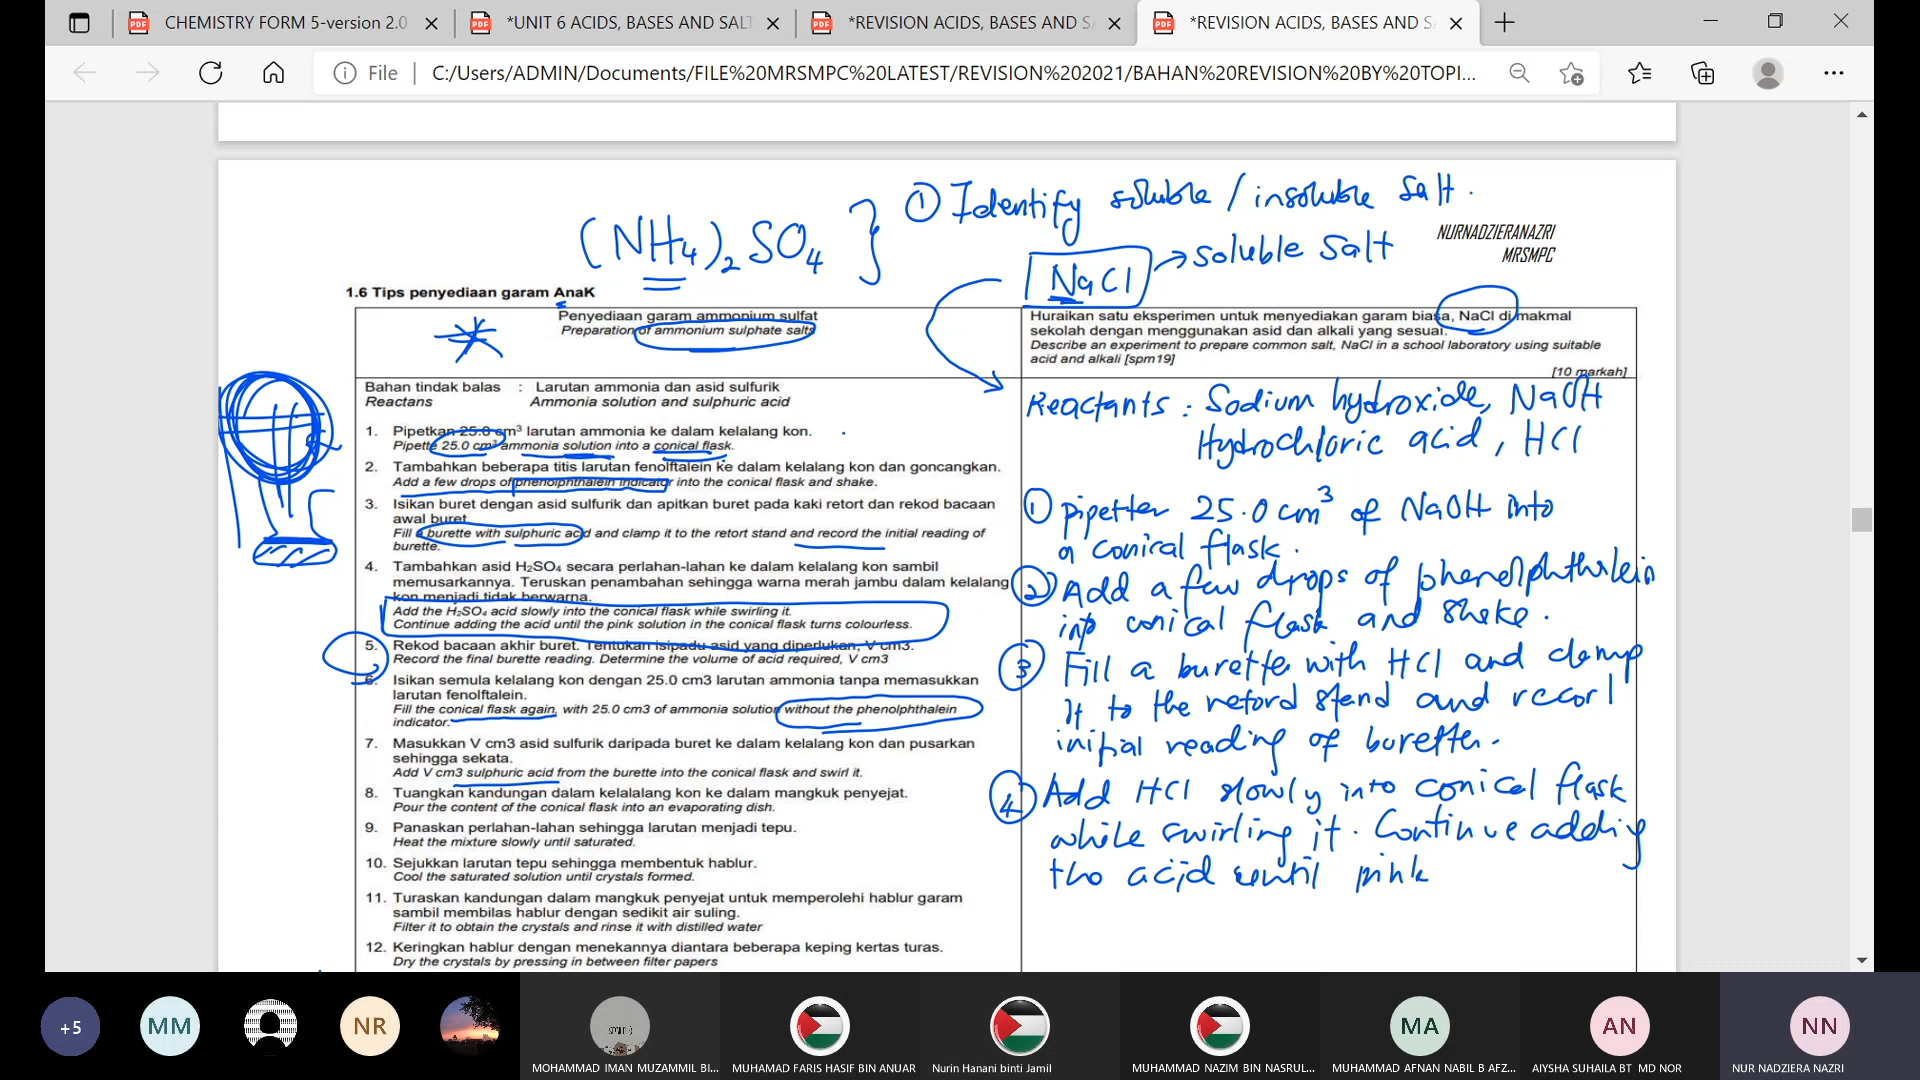 CHEMISTRY FORM 5-version 2.0
*UNIT 6 ACIDS, BASES AND SALT
*REVISION ACIDS, BASES AND SA
*REVISION ACIDS, BASES AND SA
File
C:/Users/ADMIN/Documents/FILE%20MRSMPC%20LATEST/REVISION%202021/BAHAN%20REVISION%20BY%20TOPI...
① Identify soluble / insoluble salt.
(NH4)2SO4 }
NURNADZIERANAZRI
MRSMPC
NaCl → soluble salt
1.6 Tips penyediaan garam AnaK
Penyediaan garam ammonium sulfat
Preparation of ammonium sulphate salts
Huraikan satu eksperimen untuk menyediakan garam biasa, NaCl di makmal
sekolah dengan menggunakan asid dan alkali yang sesuai.
Describe an experiment to prepare common salt, NaCl in a school laboratory using suitable
acid and alkali [spm19]
[10 markah]
Bahan tindak balas : Larutan ammonia dan asid sulfurik
Reactants Ammonia solution and sulphuric acid
1. Pipetkan 25.0 cm³ larutan ammonia ke dalam kelalang kon.
Pipette 25.0 cm³ ammonia solution into a conical flask.
2. Tambahkan beberapa titis larutan fenolftalein ke dalam kelalang kon dan goncangkan.
Add a few drops of phenolphthalein indicator into the conical flask and shake.
3. Isikan buret dengan asid sulfurik dan apitkan buret pada kaki retort dan rekod bacaan
awal buret
Fill a burette with sulphuric acid and clamp it to the retort stand and record the initial reading of
burette.
4. Tambahkan asid H₂SO₄ secara perlahan-lahan ke dalam kelalang kon sambil
memusarkannya. Teruskan penambahan sehingga warna merah jambu dalam kelalang
kon menjadi tidak berwarna.
Add the H₂SO₄ acid slowly into the conical flask while swirling it.
Continue adding the acid until the pink solution in the conical flask turns colourless.
5. Rekod bacaan akhir buret. Tentukan isipadu asid yang diperlukan, V cm3.
Record the final burette reading. Determine the volume of acid required, V cm3
6. Isikan semula kelalang kon dengan 25.0 cm3 larutan ammonia tanpa memasukkan
larutan fenolftalein.
Fill the conical flask again, with 25.0 cm3 of ammonia solution without the phenolphthalein
indicator.
7. Masukkan V cm3 asid sulfurik daripada buret ke dalam kelalang kon dan pusarkan
sehingga sekata.
Add V cm3 sulphuric acid from the burette into the conical flask and swirl it.
8. Tuangkan kandungan dalam kelalalang kon ke dalam mangkuk penyejat.
Pour the content of the conical flask into an evaporating dish.
9. Panaskan perlahan-lahan sehingga larutan menjadi tepu.
Heat the mixture slowly until saturated.
10. Sejukkan larutan tepu sehingga membentuk hablur.
Cool the saturated solution until crystals formed.
11. Turaskan kandungan dalam mangkuk penyejat untuk memperolehi hablur garam
sambil membilas hablur dengan sedikit air suling.
Filter it to obtain the crystals and rinse it with distilled water
12. Keringkan hablur dengan menekannya diantara beberapa keping kertas turas.
Dry the crystals by pressing in between filter papers
Reactants : Sodium hydroxide, NaOH
Hydrochloric acid, HCl
① pipetter 25.0 cm³ of NaOH into
a conical flask.
② Add a few drops of phenolphthalein
into conical flask and shake.
③ Fill a burette with HCl and clamp
it to the retord stand and record
initial reading of buretter.
④ Add HCl slowly into conical flask
while swirling it. Continue adding
the acid until pink
+5
MM
NR
MA
AN
NN
MOHAMMAD IMAN MUZAMMIL BI...
MUHAMAD FARIS HASIF BIN ANUAR
Nurin Hanani binti Jamil
MUHAMMAD NAZIM BIN NASRUL...
MUHAMMAD AFNAN NABIL B AFZ...
AIYSHA SUHAILA BT MD NOR
NUR NADZIERA NAZRI